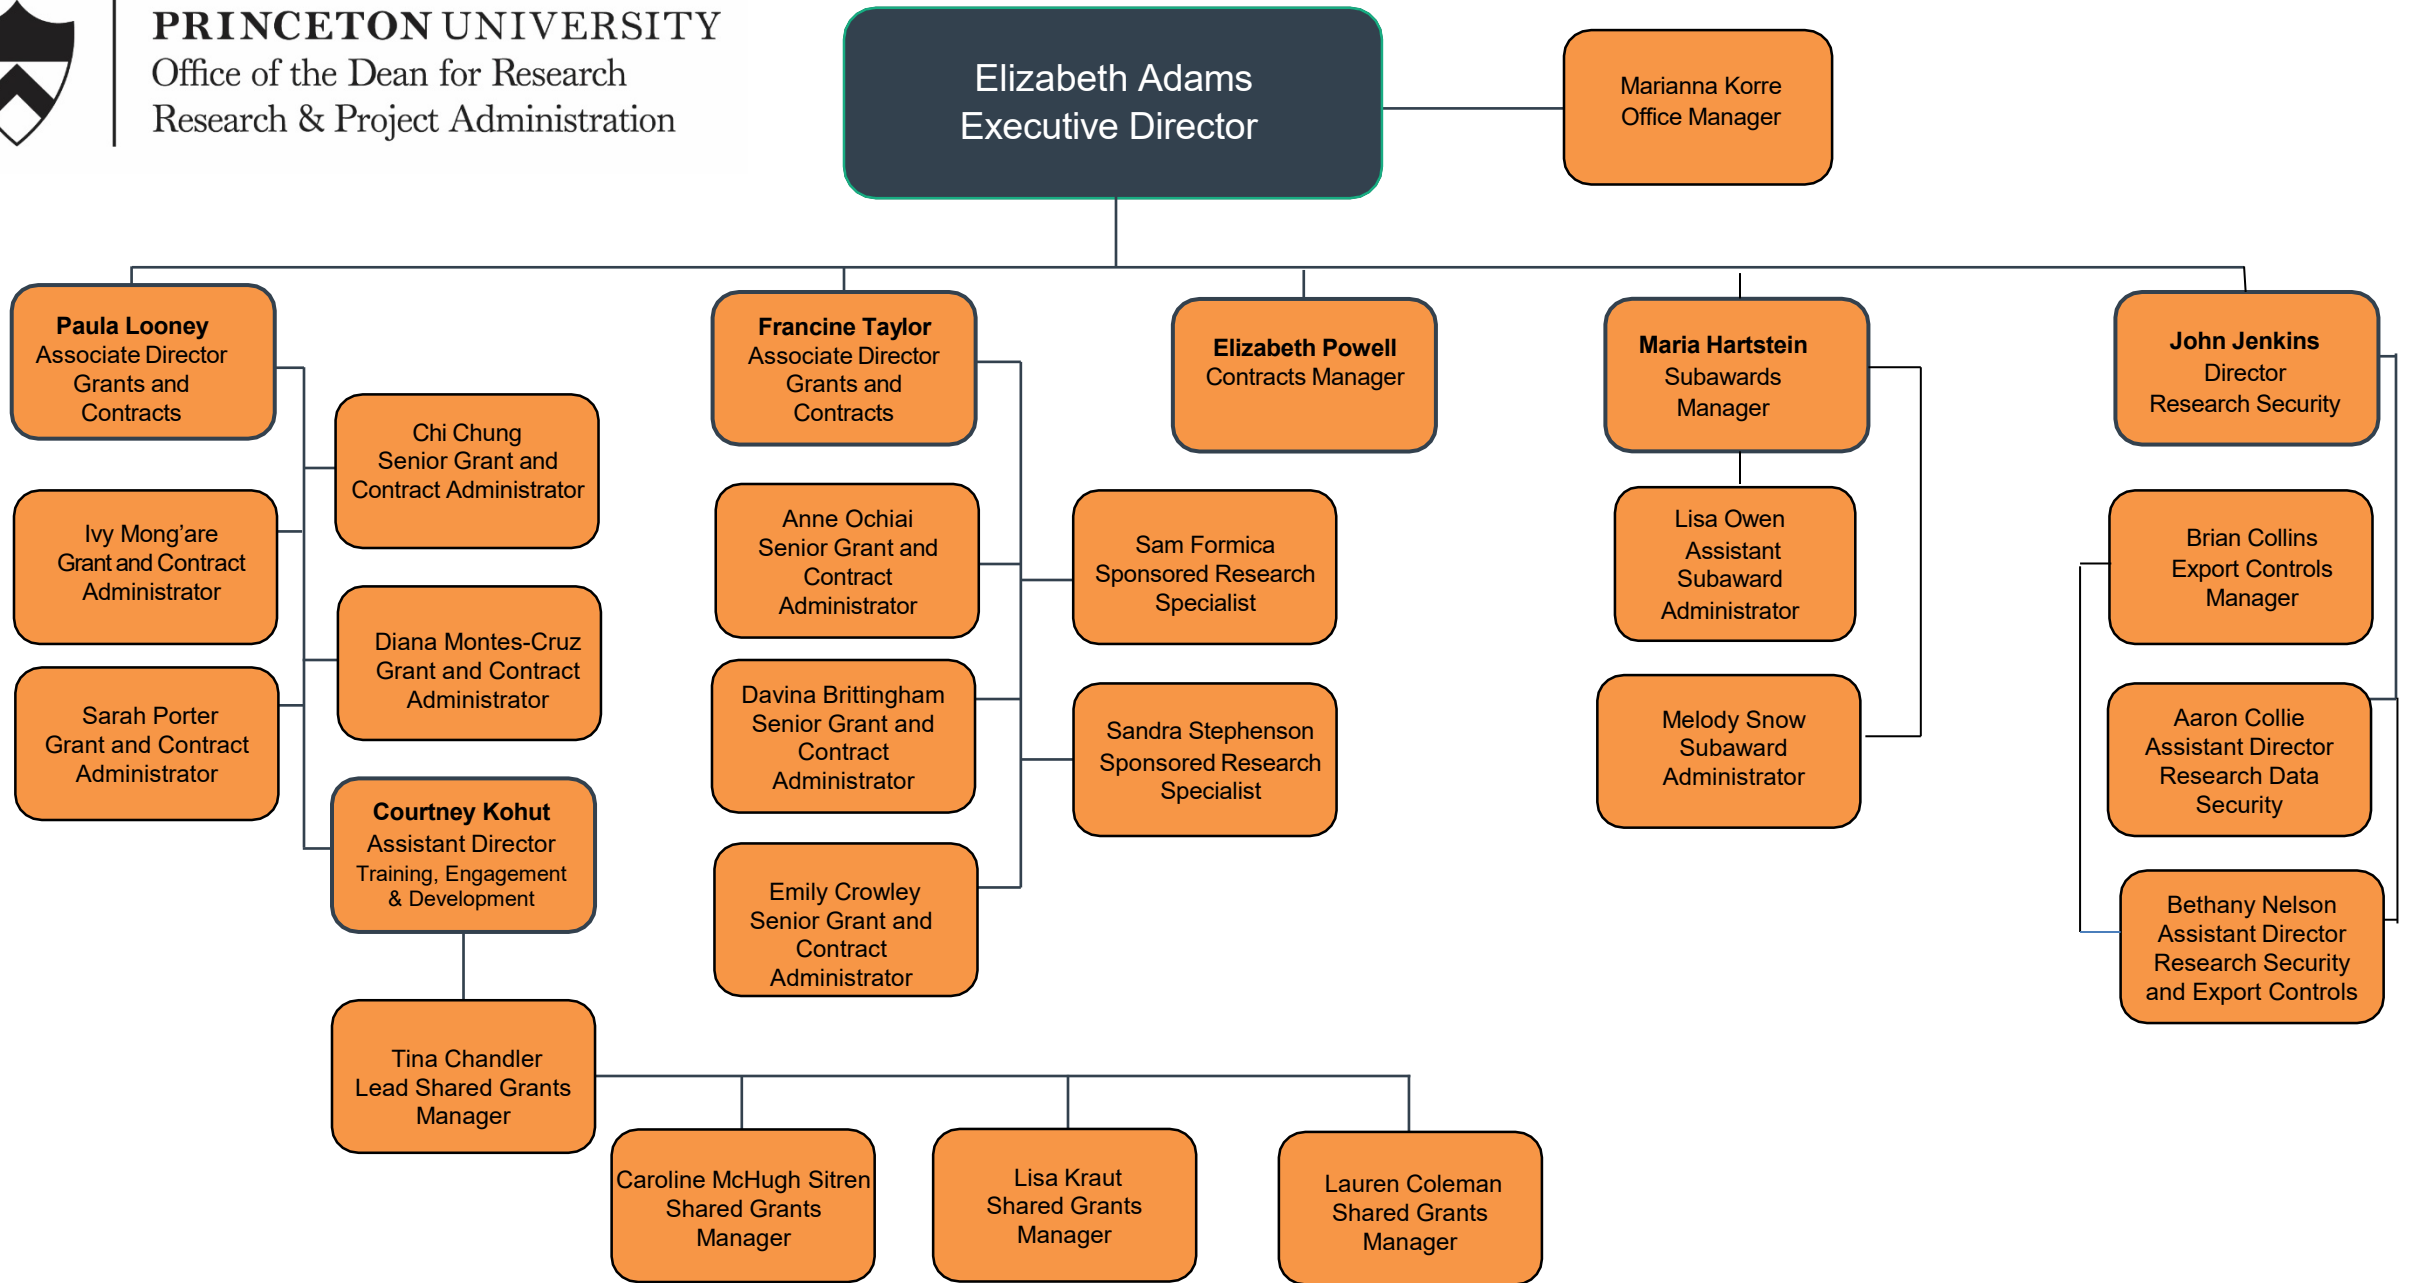 PRINCETON UNIVERSITY
Office of the Dean for Research
Research & Project Administration
Elizabeth Adams
Executive Director
Marianna Korre
Office Manager
Paula Looney
Associate Director
Grants and
Contracts
Francine Taylor
Associate Director
Grants and
Contracts
Elizabeth Powell
Contracts Manager
Maria Hartstein
Subawards
Manager
John Jenkins
Director
Research Security
Chi Chung
Senior Grant and
Contract Administrator
Ivy Mong’are
Grant and Contract
Administrator
Diana Montes-Cruz
Grant and Contract
Administrator
Sarah Porter
Grant and Contract
Administrator
Courtney Kohut
Assistant Director
Training, Engagement
& Development
Anne Ochiai
Senior Grant and
Contract
Administrator
Sam Formica
Sponsored Research
Specialist
Davina Brittingham
Senior Grant and
Contract
Administrator
Sandra Stephenson
Sponsored Research
Specialist
Emily Crowley
Senior Grant and
Contract
Administrator
Lisa Owen
Assistant
Subaward
Administrator
Melody Snow
Subaward
Administrator
Brian Collins
Export Controls
Manager
Aaron Collie
Assistant Director
Research Data
Security
Bethany Nelson
Assistant Director
Research Security
and Export Controls
Tina Chandler
Lead Shared Grants
Manager
Caroline McHugh Sitren
Shared Grants
Manager
Lisa Kraut
Shared Grants
Manager
Lauren Coleman
Shared Grants
Manager